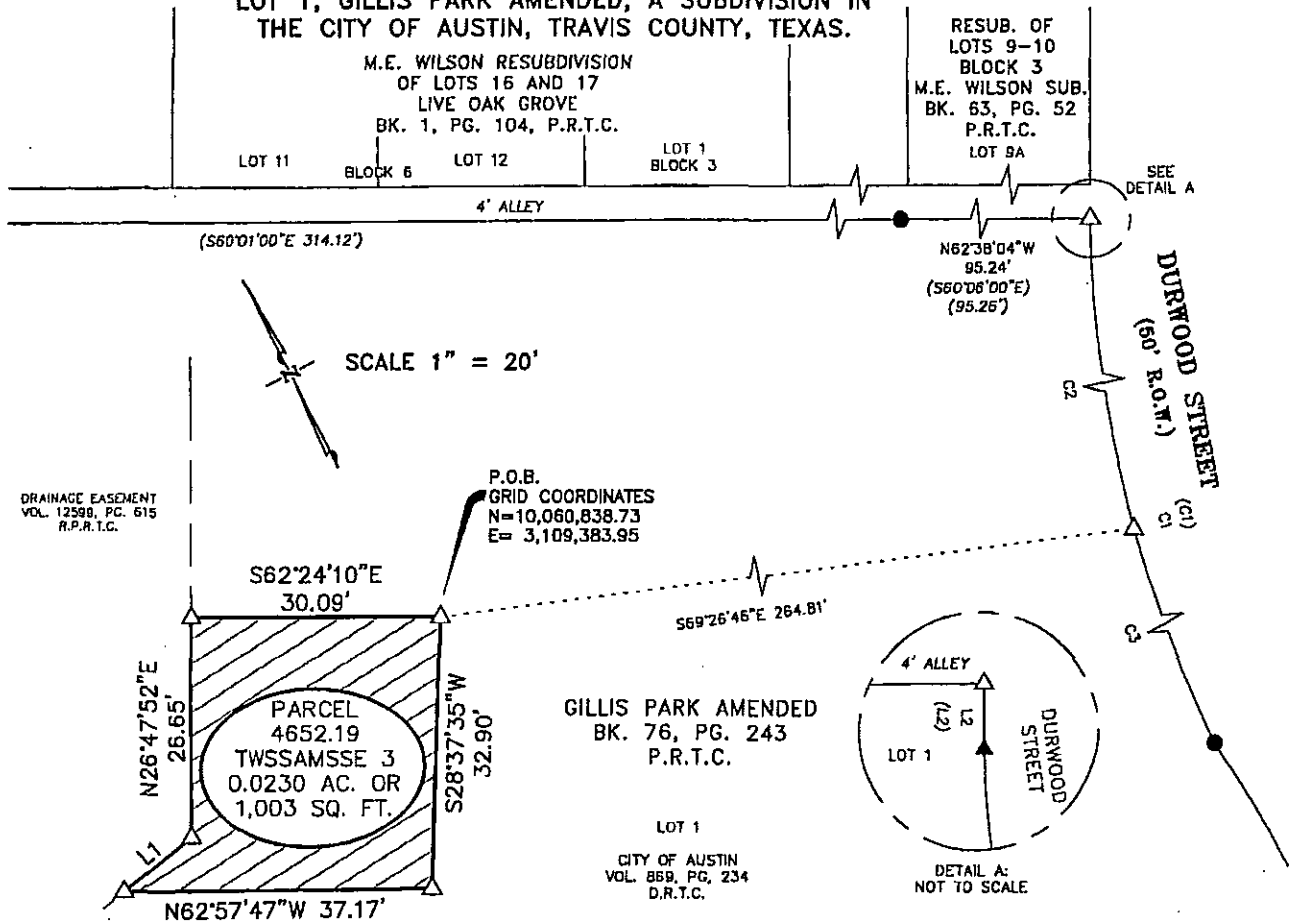 LOT 1, GILLIS PARK AMENDED, A SUBDIVISION IN
THE CITY OF AUSTIN, TRAVIS COUNTY, TEXAS.
M.E. WILSON RESUBDIVISION
OF LOTS 16 AND 17
LIVE OAK GROVE
BK. 1, PG. 104, P.R.T.C.
RESUB. OF
LOTS 9-10
BLOCK 3
M.E. WILSON SUB.
BK. 63, PG. 52
P.R.T.C.
LOT 9A
LOT 11
BLOCK 6
LOT 12
LOT 1
BLOCK 3
SEE
DETAIL A
4' ALLEY
(S60°01'00"E 314.12')
N62°38'04"W
95.24'
(S60°06'00"E)
(95.26')
DURWOOD STREET
(50' R.O.W.)
SCALE 1" = 20'
C2
P.O.B.
GRID COORDINATES
N=10,060,838.73
E= 3,109,383.95
DRAINAGE EASEMENT
VOL. 12599, PG. 615
R.P.R.T.C.
(C1)
C1
S62°24'10"E
30.09'
S69°26'46"E 264.81'
C3
N26°47'52"E
26.65'
PARCEL
4652.19
TWSSAMSSE 3
0.0230 AC. OR
1,003 SQ. FT.
S28°37'35"W
32.90'
GILLIS PARK AMENDED
BK. 76, PG. 243
P.R.T.C.
4' ALLEY
L2
(L2)
LOT 1
DURWOOD
STREET
L1
LOT 1
CITY OF AUSTIN
VOL. 869, PG, 234
D.R.T.C.
DETAIL A:
NOT TO SCALE
N62°57'47"W 37.17'